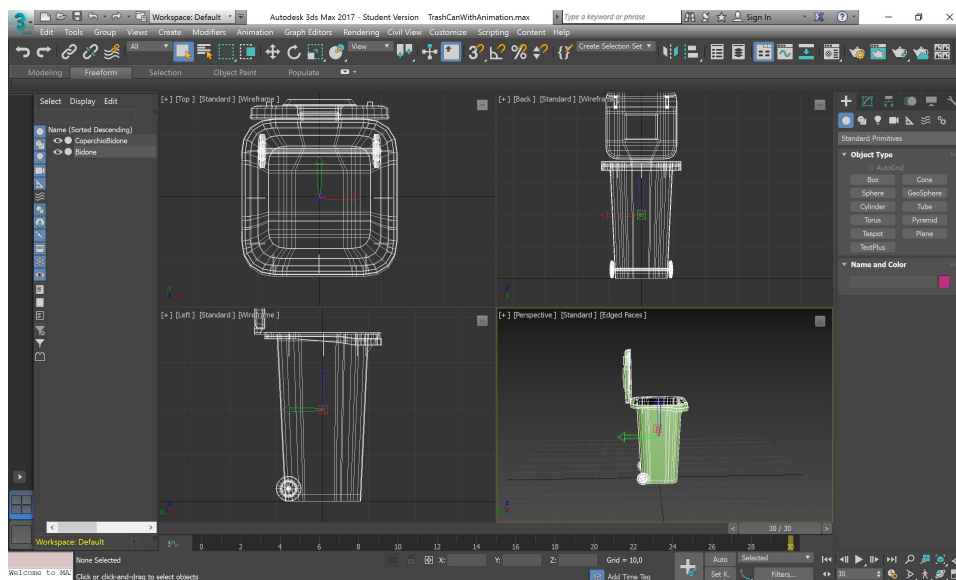 Workspace: Default
Autodesk 3ds Max 2017 - Student Version TrashCanWithAnimation.max
Type a keyword or phrase
Sign In
Edit Tools Group Views Create Modifiers Animation Graph Editors Rendering Civil View Customize Scripting Content Help
3
MAX
All
View
Create Selection Set
Modeling Freeform Selection Object Paint Populate
Select Display Edit
Name (Sorted Descending)
CoperchioBidone
Bidone
[+] [Top] [Standard] [Wireframe]
[+] [Back] [Standard] [Wireframe]
[+] [Left] [Standard] [Wireframe]
[+] [Perspective] [Standard] [Edged Faces]
Standard Primitives
Object Type
AutoGrid
Box Cone
Sphere GeoSphere
Cylinder Tube
Torus Pyramid
Teapot Plane
TextPlus
Name and Color
30 / 30
Workspace: Default
0 2 4 6 8 10 12 14 16 18 20 22 24 26 28 30
None Selected
X: Y: Z:
Grid = 10,0
Auto Selected
Welcome to MA
Click or click-and-drag to select objects
Add Time Tag
Set K. Filters...
30